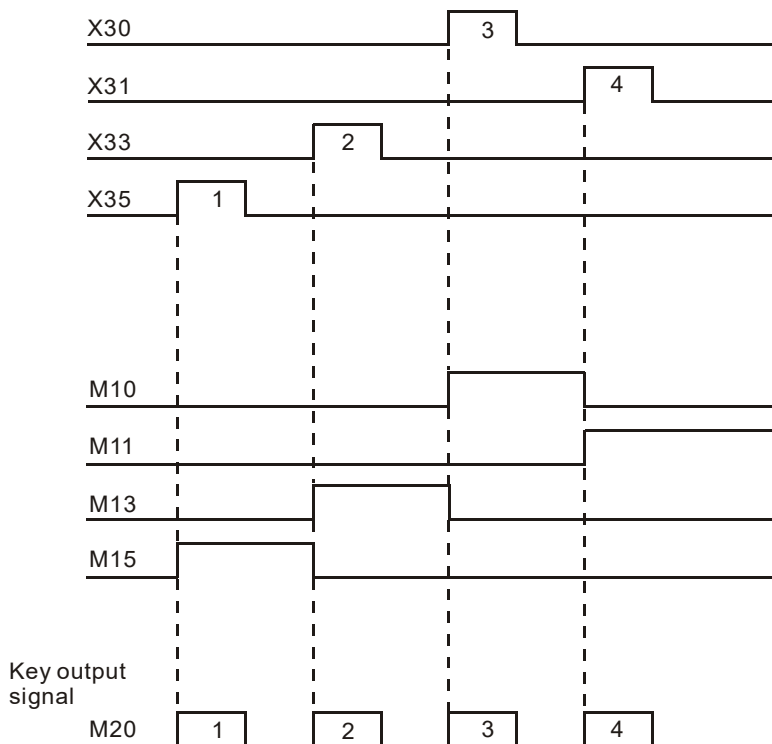 X30 3
X31 4
X33 2
X35 1
M10
M11
M13
M15
Key output
signal
M20 1 2 3 4